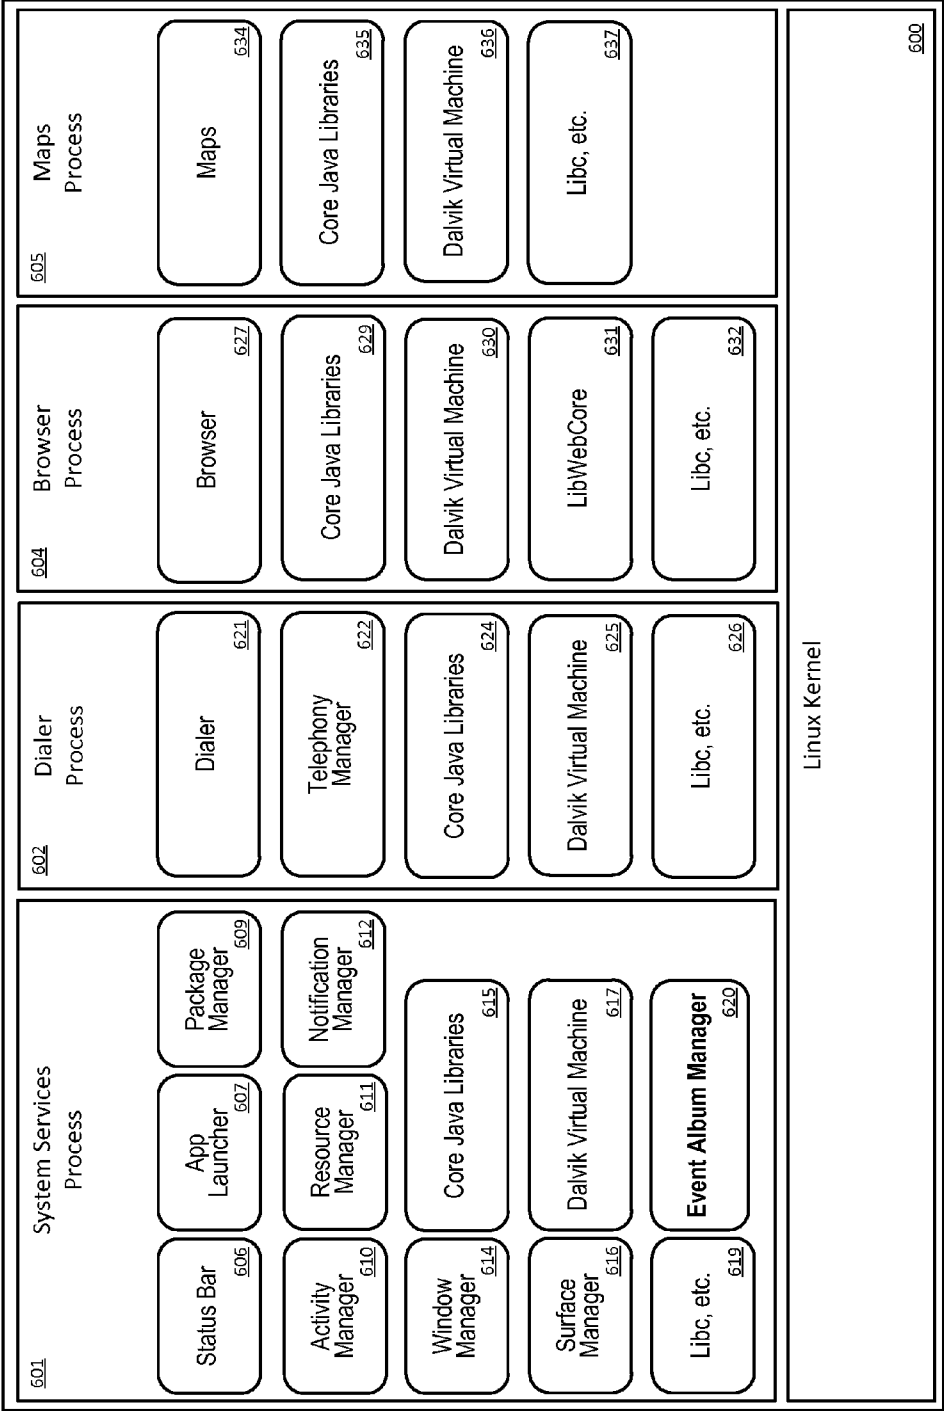 System Services
Process
601
Status Bar
606
App
Launcher
607
Package
Manager
609
Activity
Manager
610
Resource
Manager
611
Notification
Manager
612
Window
Manager
614
Core Java Libraries
615
Surface
Manager
616
Dalvik Virtual Machine
617
Libc, etc.
619
Event Album Manager
620
Dialer
Process
602
Dialer
621
Telephony
Manager
622
Core Java Libraries
624
Dalvik Virtual Machine
625
Libc, etc.
626
Browser
Process
604
Browser
627
Core Java Libraries
629
Dalvik Virtual Machine
630
LibWebCore
631
Libc, etc.
632
Maps
Process
605
Maps
634
Core Java Libraries
635
Dalvik Virtual Machine
636
Libc, etc.
637
Linux Kernel
600